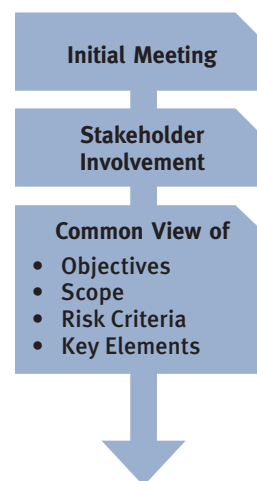 Initial Meeting
Stakeholder
Involvement
Common View of
• Objectives
• Scope
• Risk Criteria
• Key Elements